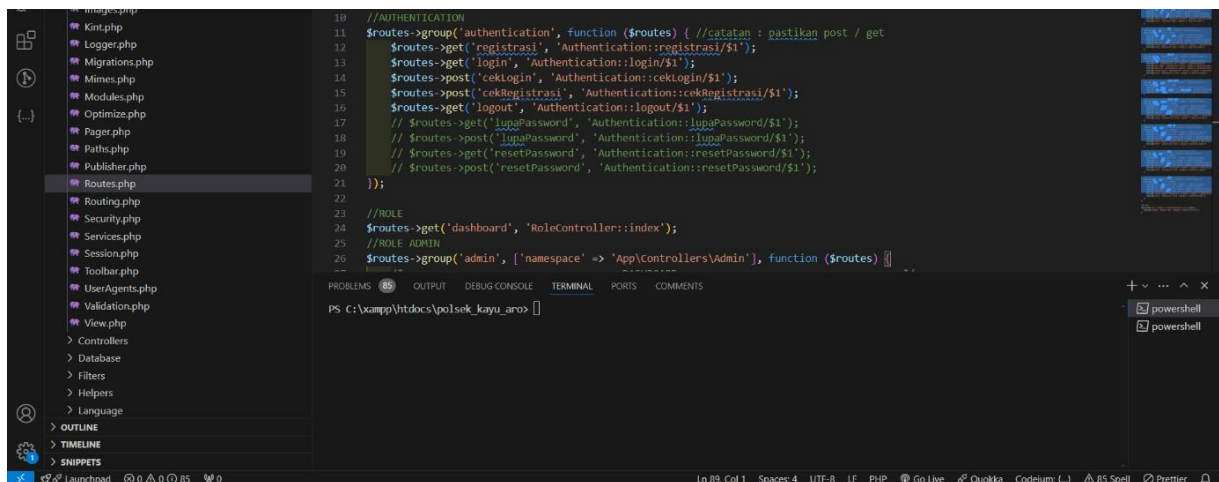 Images.php
Kint.php
Logger.php
Migrations.php
Mimes.php
Modules.php
Optimize.php
Pager.php
Paths.php
Publisher.php
Routes.php
Routing.php
Security.php
Services.php
Session.php
Toolbar.php
UserAgents.php
Validation.php
View.php
> Controllers
> Database
> Filters
> Helpers
> Language
> OUTLINE
> TIMELINE
> SNIPPETS
10 //AUTHENTICATION
11 $routes->group('authentication', function ($routes) { //catatan : pastikan post / get
12 $routes->get('registrasi', 'Authentication::registrasi/$1');
13 $routes->get('login', 'Authentication::login/$1');
14 $routes->post('cekLogin', 'Authentication::cekLogin/$1');
15 $routes->post('cekRegistrasi', 'Authentication::cekRegistrasi/$1');
16 $routes->get('logout', 'Authentication::logout/$1');
17 // $routes->get('lupaPassword', 'Authentication::lupaPassword/$1');
18 // $routes->post('lupaPassword', 'Authentication::lupaPassword/$1');
19 // $routes->get('resetPassword', 'Authentication::resetPassword/$1');
20 // $routes->post('resetPassword', 'Authentication::resetPassword/$1');
21 });
22
23 //ROLE
24 $routes->get('dashboard', 'RoleController::index');
25 //ROLE ADMIN
26 $routes->group('admin', ['namespace' => 'App\Controllers\Admin'], function ($routes) {
PROBLEMS 85 OUTPUT DEBUG CONSOLE TERMINAL PORTS COMMENTS
PS C:\xampp\htdocs\polsek_kayu_aro>
powershell
powershell
1
Launchpad 0 0 85 0 Ln 89, Col 1 Spaces: 4 UTF-8 LF PHP Go Live Quokka Codeium: {...} 85 Spell Prettier